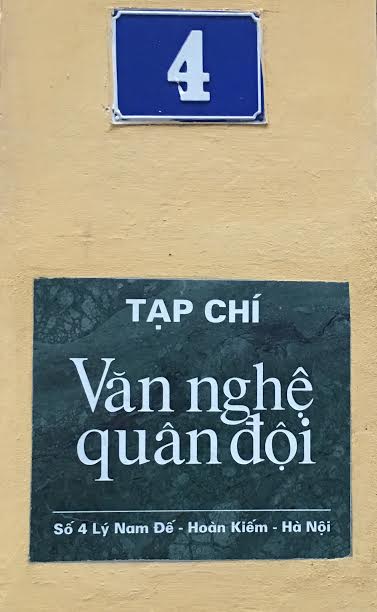 4
TẠP CHÍ
Văn nghệ
quân đội
Số 4 Lý Nam Đế - Hoàn Kiếm - Hà Nội